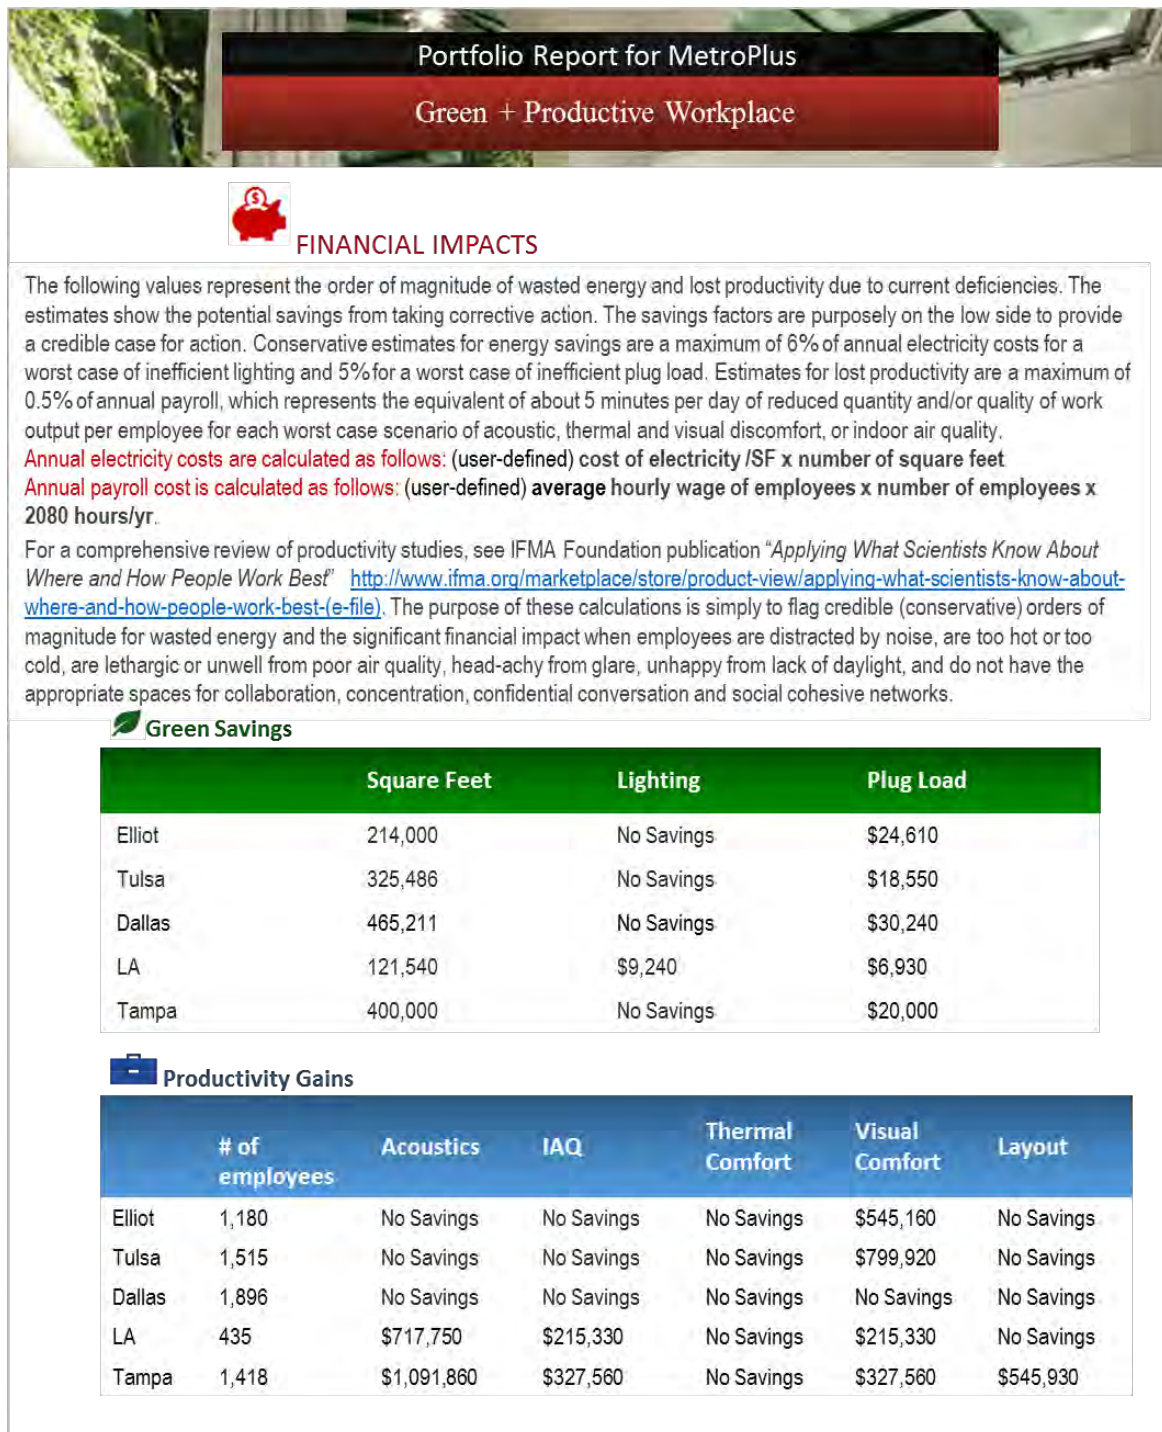 Portfolio Report for MetroPlus
Green + Productive Workplace
FINANCIAL IMPACTS
The following values represent the order of magnitude of wasted energy and lost productivity due to current deficiencies. The
estimates show the potential savings from taking corrective action. The savings factors are purposely on the low side to provide
a credible case for action. Conservative estimates for energy savings are a maximum of 6% of annual electricity costs for a
worst case of inefficient lighting and 5% for a worst case of inefficient plug load. Estimates for lost productivity are a maximum of
0.5% of annual payroll, which represents the equivalent of about 5 minutes per day of reduced quantity and/or quality of work
output per employee for each worst case scenario of acoustic, thermal and visual discomfort, or indoor air quality.
Annual electricity costs are calculated as follows: (user-defined) cost of electricity /SF x number of square feet
Annual payroll cost is calculated as follows: (user-defined) average hourly wage of employees x number of employees x
2080 hours/yr.
For a comprehensive review of productivity studies, see IFMA Foundation publication “Applying What Scientists Know About
Where and How People Work Best” http://www.ifma.org/marketplace/store/product-view/applying-what-scientists-know-about-
where-and-how-people-work-best-(e-file). The purpose of these calculations is simply to flag credible (conservative) orders of
magnitude for wasted energy and the significant financial impact when employees are distracted by noise, are too hot or too
cold, are lethargic or unwell from poor air quality, head-achy from glare, unhappy from lack of daylight, and do not have the
appropriate spaces for collaboration, concentration, confidential conversation and social cohesive networks.
Green Savings
Square Feet Lighting Plug Load
Elliot 214,000 No Savings $24,610
Tulsa 325,486 No Savings $18,550
Dallas 465,211 No Savings $30,240
LA 121,540 $9,240 $6,930
Tampa 400,000 No Savings $20,000
Productivity Gains
# of employees Acoustics IAQ Thermal Comfort Visual Comfort Layout
Elliot 1,180 No Savings No Savings No Savings $545,160 No Savings
Tulsa 1,515 No Savings No Savings No Savings $799,920 No Savings
Dallas 1,896 No Savings No Savings No Savings No Savings No Savings
LA 435 $717,750 $215,330 No Savings $215,330 No Savings
Tampa 1,418 $1,091,860 $327,560 No Savings $327,560 $545,930